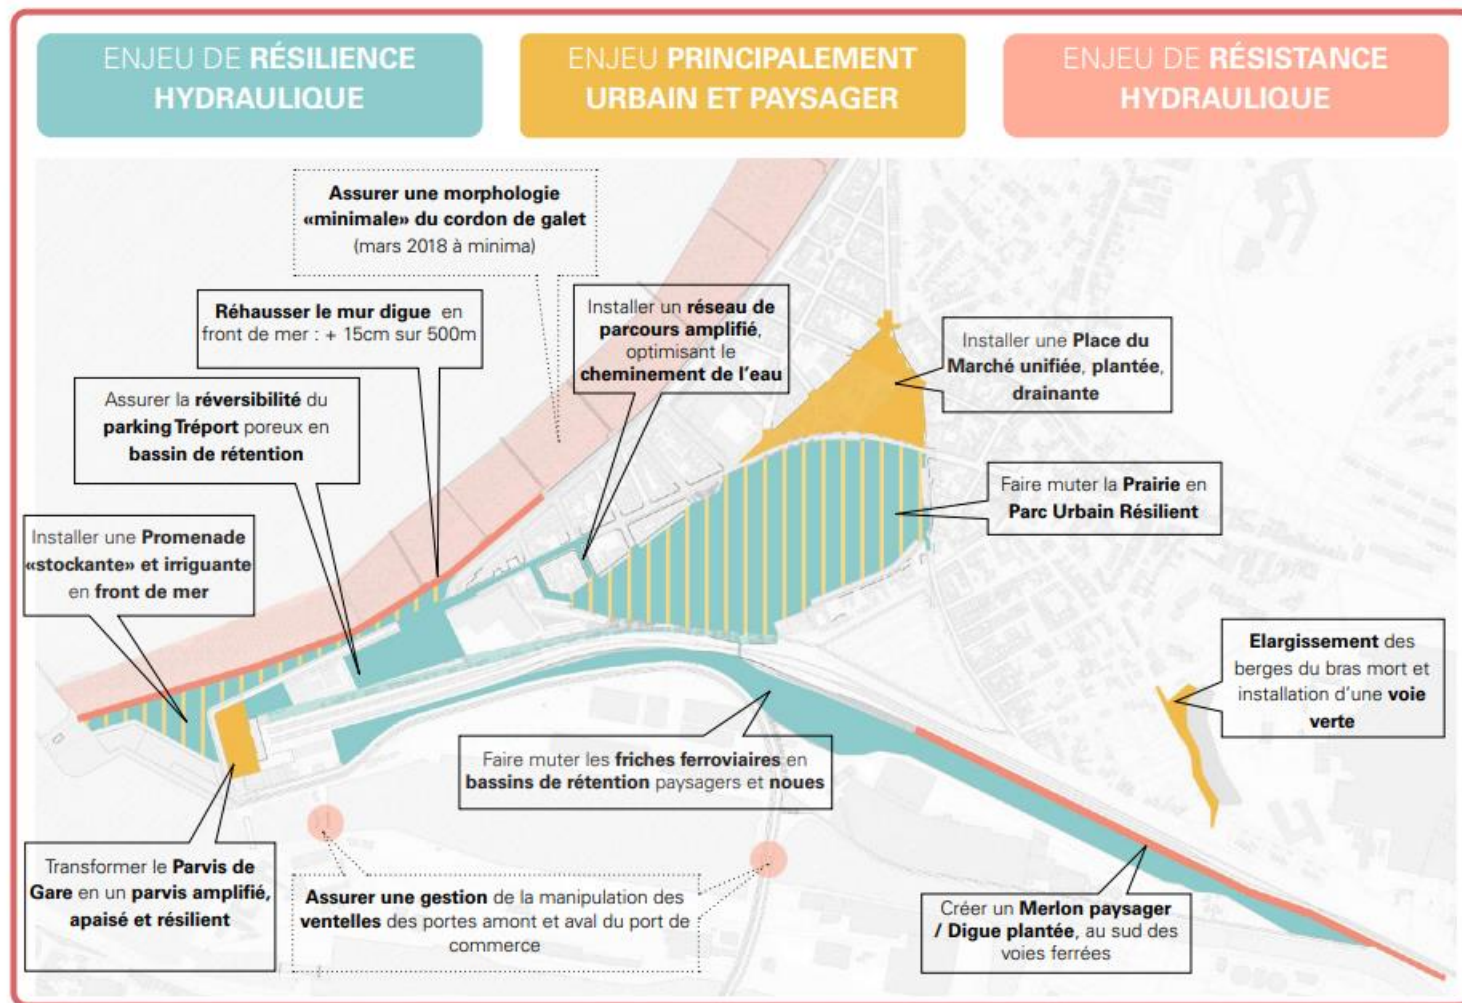 ENJEU DE RÉSILIENCE
HYDRAULIQUE
ENJEU PRINCIPALEMENT
URBAIN ET PAYSAGER
ENJEU DE RÉSISTANCE
HYDRAULIQUE
Assurer une morphologie
«minimale» du cordon de galet
(mars 2018 à minima)
Réhausser le mur digue en
front de mer : + 15cm sur 500m
Installer un réseau de
parcours amplifié,
optimisant le
cheminement de l'eau
Installer une Place du
Marché unifiée, plantée,
drainante
Assurer la réversibilité du
parking Tréport poreux en
bassin de rétention
Faire muter la Prairie en
Parc Urbain Résilient
Installer une Promenade
«stockante» et irriguante
en front de mer
Elargissement des
berges du bras mort et
installation d'une voie
verte
Faire muter les friches ferroviaires en
bassins de rétention paysagers et noues
Transformer le Parvis de
Gare en un parvis amplifié,
apaisé et résilient
Assurer une gestion de la manipulation des
ventelles des portes amont et aval du port de
commerce
Créer un Merlon paysager
/ Digue plantée, au sud des
voies ferrées